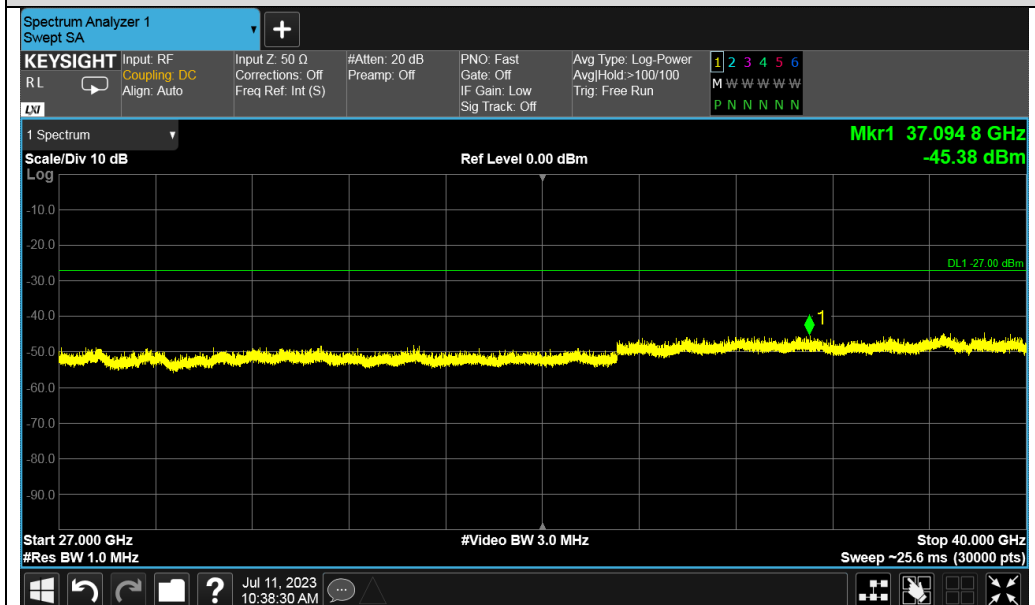 Spectrum Analyzer 1
Swept SA
+
KEYSIGHT
RL
LXI
Input: RF
Coupling: DC
Align: Auto
Input Z: 50 Ω
Corrections: Off
Freq Ref: Int (S)
#Atten: 20 dB
Preamp: Off
PNO: Fast
Gate: Off
IF Gain: Low
Sig Track: Off
Avg Type: Log-Power
Avg|Hold:>100/100
Trig: Free Run
1 2 3 4 5 6
M W W W W W
P N N N N N
1 Spectrum
Mkr1 37.094 8 GHz
-45.38 dBm
Scale/Div 10 dB
Ref Level 0.00 dBm
Log
-10.0
-20.0
DL1 -27.00 dBm
-30.0
-40.0
1
-50.0
-60.0
-70.0
-80.0
-90.0
Start 27.000 GHz
#Video BW 3.0 MHz
Stop 40.000 GHz
#Res BW 1.0 MHz
Sweep ~25.6 ms (30000 pts)
?
Jul 11, 2023
10:38:30 AM